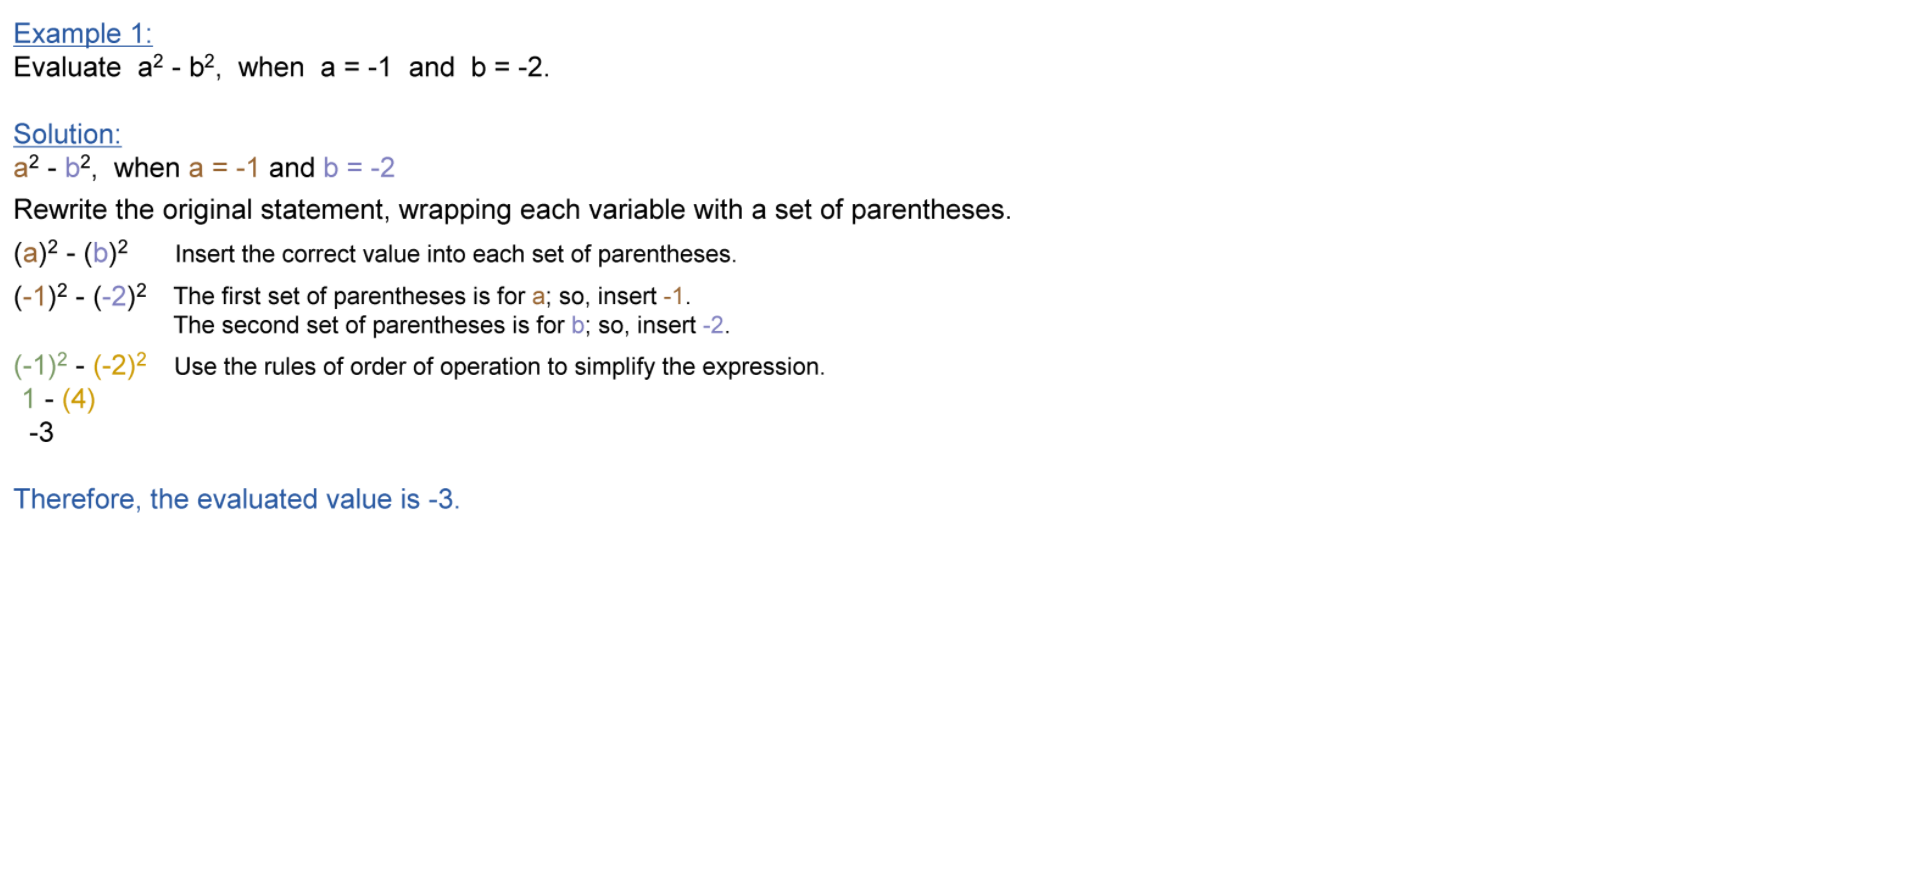 Example 1:
Evaluate a² - b², when a = -1 and b = -2.
Solution:
a² - b², when a = -1 and b = -2
Rewrite the original statement, wrapping each variable with a set of parentheses.
(a)² - (b)² Insert the correct value into each set of parentheses.
(-1)² - (-2)² The first set of parentheses is for a; so, insert -1.
The second set of parentheses is for b; so, insert -2.
(-1)² - (-2)² Use the rules of order of operation to simplify the expression.
1 - (4)
-3
Therefore, the evaluated value is -3.